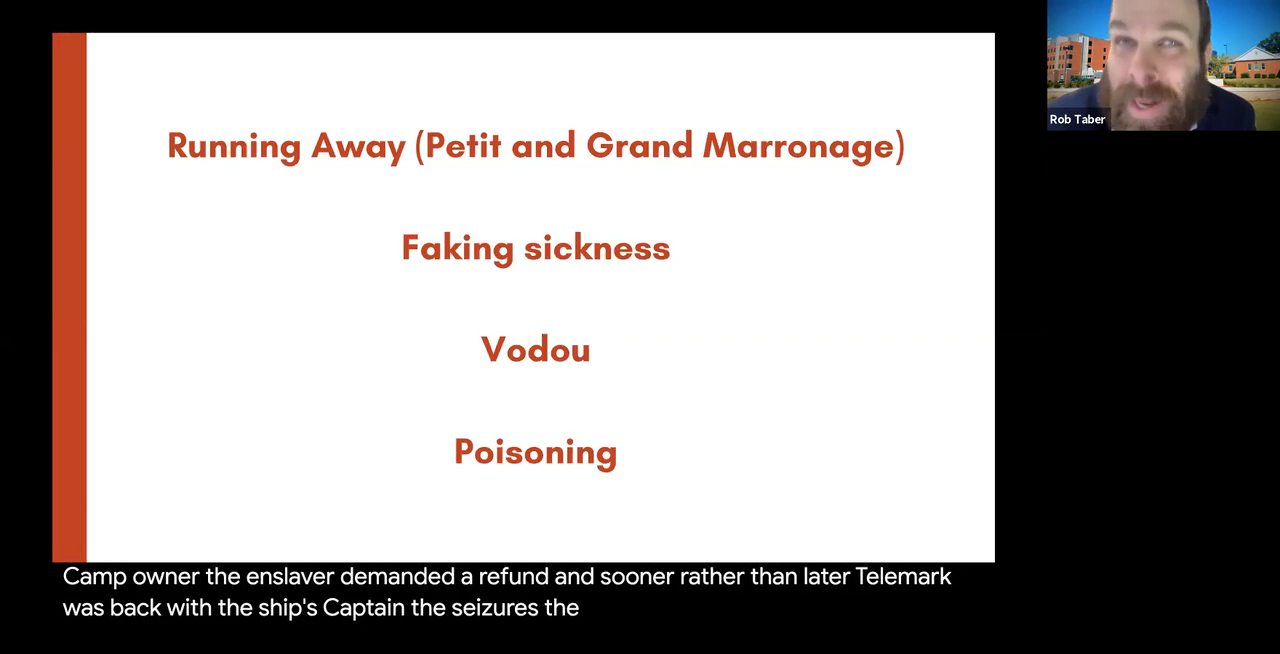 Running Away (Petit and Grand Marronage)
Faking sickness
Vodou
Poisoning
Rob Taber
Camp owner the enslaver demanded a refund and sooner rather than later Telemark
was back with the ship's Captain the seizures the